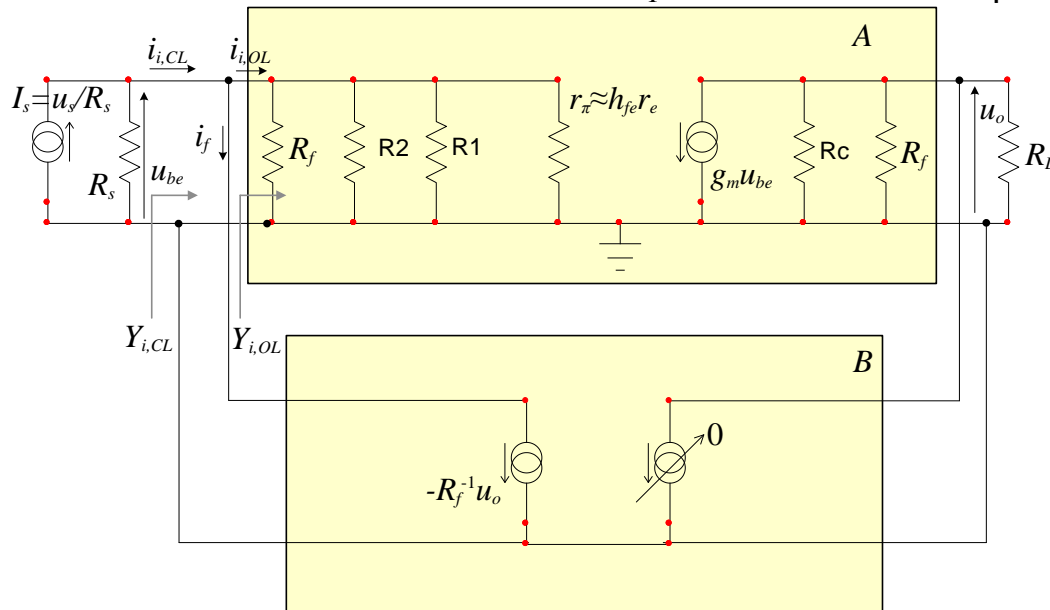 A
i_{i,CL}
i_{i,OL}
I_s=u_s/R_s
r_π≈h_{fe}r_e
u_o
i_f
R_f
R2
R1
Rc
R_f
R_s
u_{be}
g_m u_{be}
Y_{i,CL}
Y_{i,OL}
B
0
-R_f^{-1}u_o